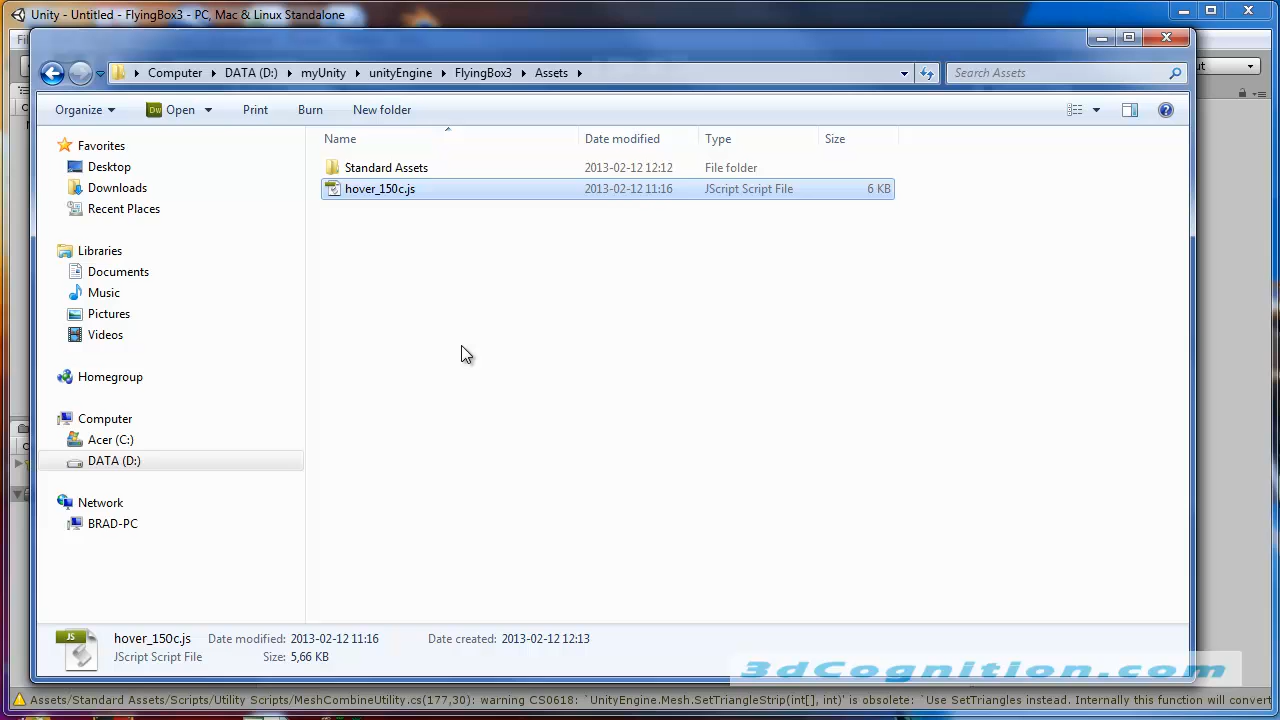 Unity - Untitled - FlyingBox3 - PC, Mac & Linux Standalone
Computer DATA (D:) myUnity unityEngine FlyingBox3 Assets
Search Assets
Organize Open Print Burn New folder
Name Date modified Type Size
Favorites
Desktop
Downloads
Recent Places
Libraries
Documents
Music
Pictures
Videos
Homegroup
Computer
Acer (C:)
DATA (D:)
Network
BRAD-PC
Standard Assets 2013-02-12 12:12 File folder
hover_150c.js 2013-02-12 11:16 JScript Script File 6 KB
JS
hover_150c.js Date modified: 2013-02-12 11:16 Date created: 2013-02-12 12:13
JScript Script File Size: 5,66 KB
3dCognition.com
Assets/Standard Assets/Scripts/Utility Scripts/MeshCombineUtility.cs(177,30): warning CS0618: `UnityEngine.Mesh.SetTriangleStrip(int[], int)' is obsolete: `Use SetTriangles instead. Internally this function will convert